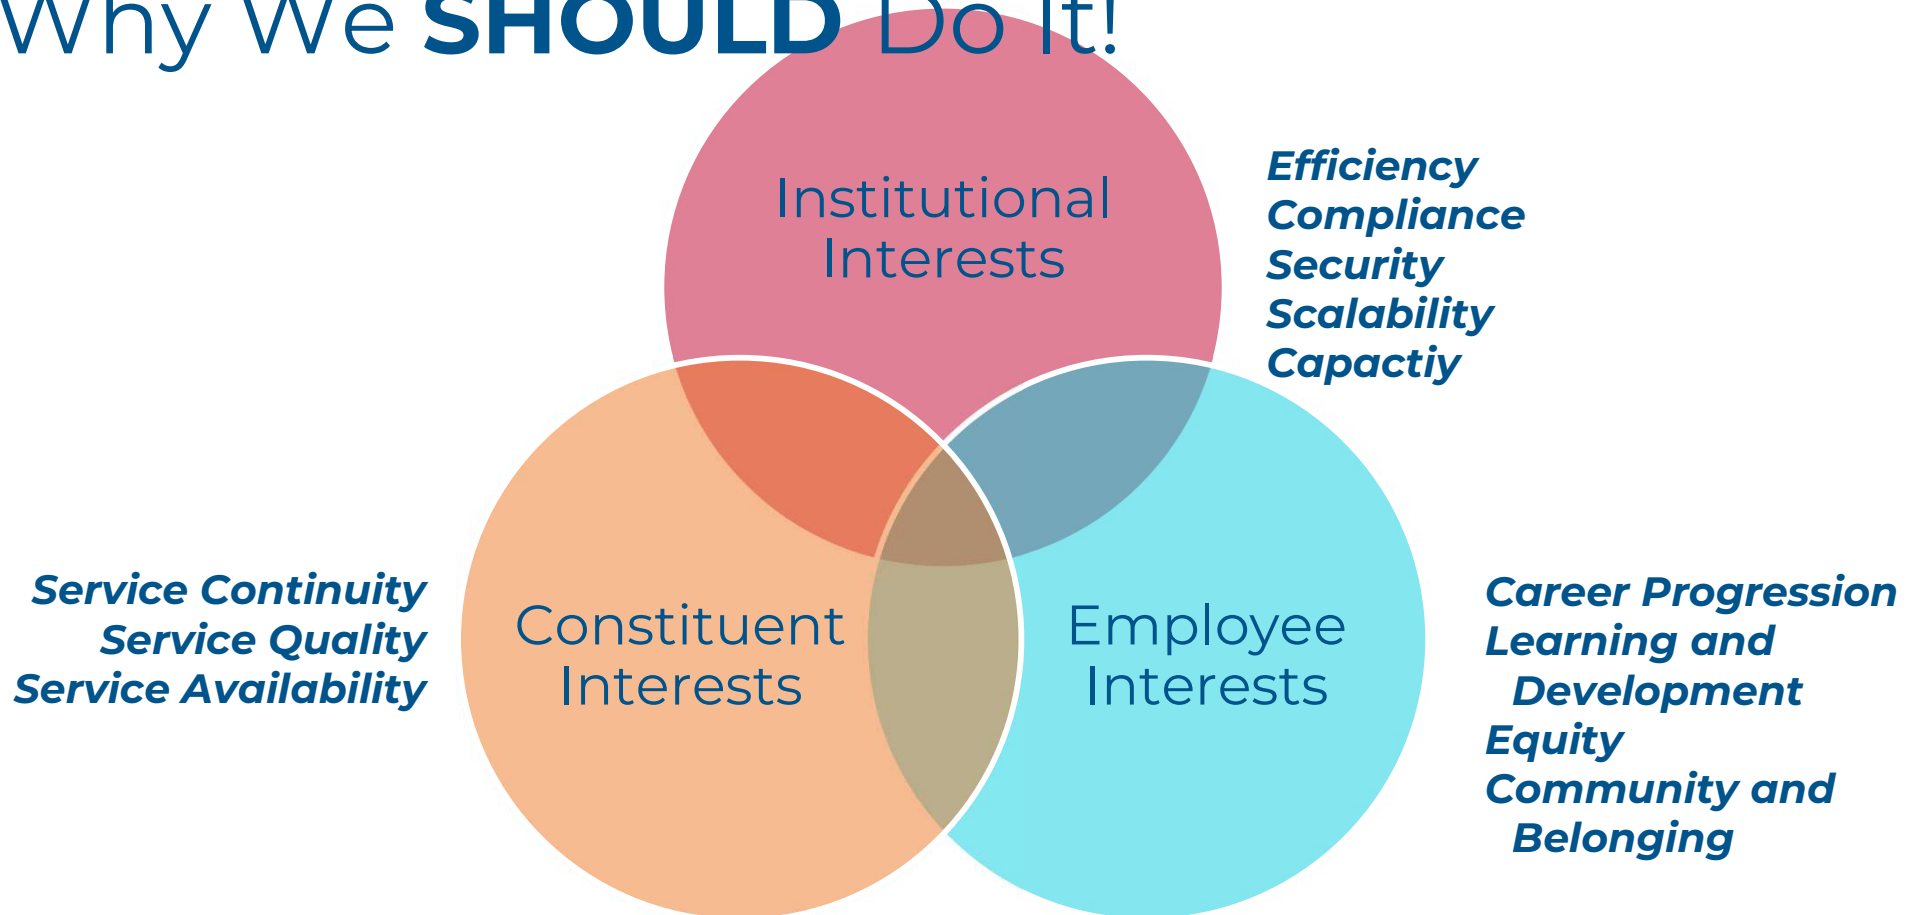 Why We SHOULD Do It!
Institutional
Interests
Efficiency
Compliance
Security
Scalability
Capactiy
Service Continuity
Service Quality
Service Availability
Constituent
Interests
Employee
Interests
Career Progression
Learning and
Development
Equity
Community and
Belonging